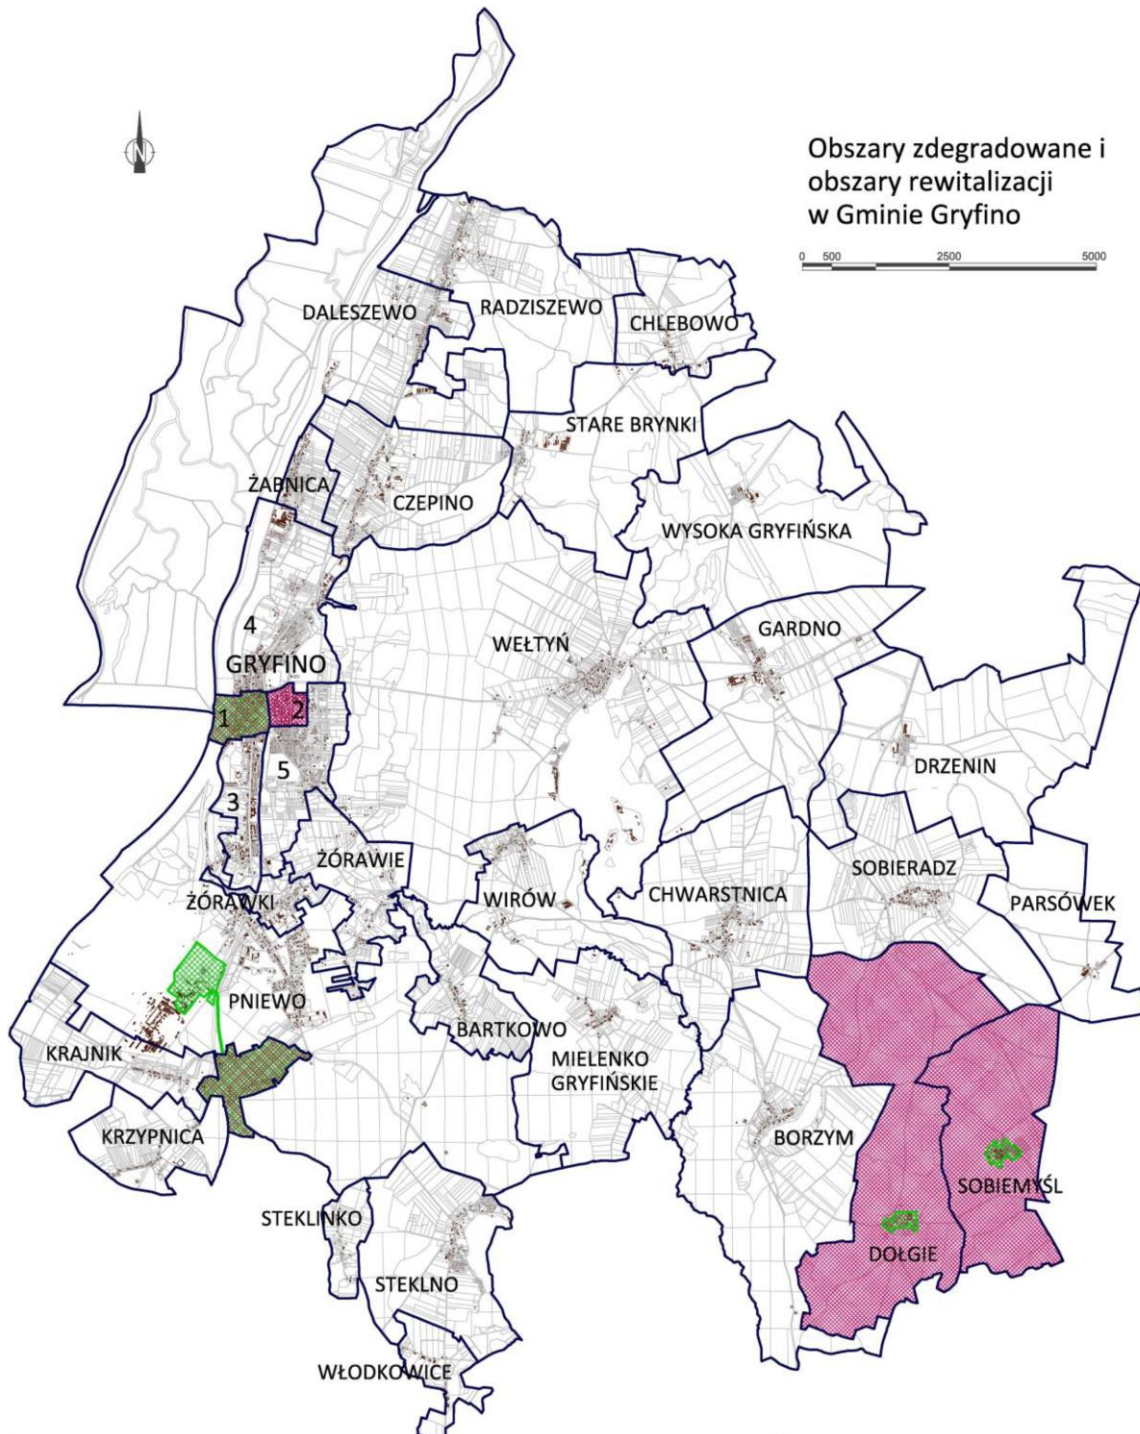 N
Obszary zdegradowane i
obszary rewitalizacji
w Gminie Gryfino
0 500 2500 5000
DALESZEWO
RADZISZEWO
CHLEBOWO
STARE BRYNKI
ŻABNICA
CZEPINO
WYSOKA GRYFIŃSKA
4
GRYFINO
WEŁTYŃ
GARDNO
1
2
5
3
DRZENIN
ŻÓRAWIE
ŻÓRAWKI
WIRÓW
CHWARSTNICA
SOBIERADZ
PARSÓWEK
PNIEWO
BARTKOWO
KRAJNIK
MIELENKO
GRYFIŃSKIE
KRZYPNICA
BORZYM
SOBIEMYŚL
STEKLINKO
DOŁGIE
STEKLNO
WŁODKOWICE